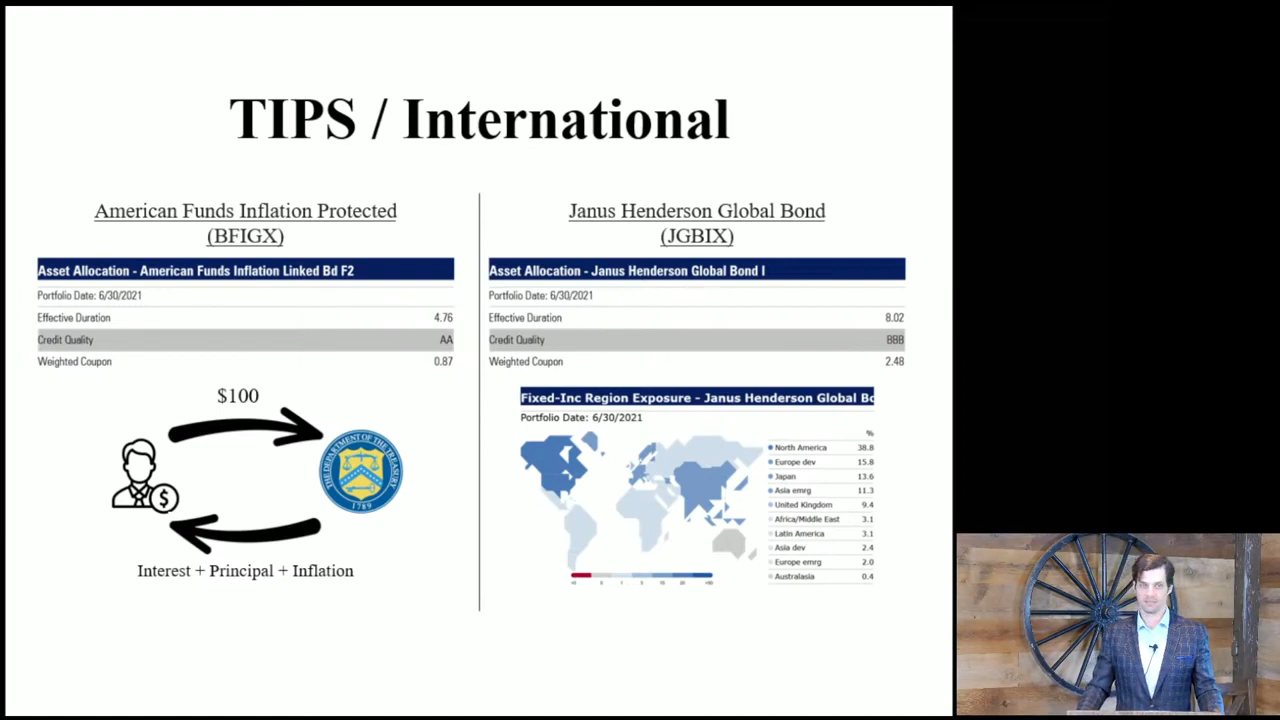 TIPS / International
American Funds Inflation Protected
(BFIGX)
Asset Allocation - American Funds Inflation Linked Bd F2
Portfolio Date: 6/30/2021
Effective Duration 4.76
Credit Quality AA
Weighted Coupon 0.87
$100
THE DEPARTMENT OF THE TREASURY
1789
$
Interest + Principal + Inflation
Janus Henderson Global Bond
(JGBIX)
Asset Allocation - Janus Henderson Global Bond I
Portfolio Date: 6/30/2021
Effective Duration 8.02
Credit Quality BBB
Weighted Coupon 2.48
Fixed-Inc Region Exposure - Janus Henderson Global Bo
Portfolio Date: 6/30/2021
%
North America 38.8
Europe dev 15.8
Japan 13.6
Asia emrg 11.3
United Kingdom 9.4
Africa/Middle East 3.1
Latin America 3.1
Asia dev 2.4
Europe emrg 2.0
Australasia 0.4